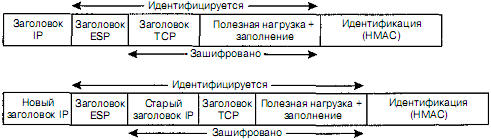 Идентифицируется
Заголовок IP
Заголовок ESP
Заголовок TCP
Полезная нагрузка + заполнение
Идентификация (HMAC)
Зашифровано
Идентифицируется
Новый заголовок IP
Заголовок ESP
Старый заголовок IP
Заголовок TCP
Полезная нагрузка + заполнение
Идентификация (HMAC)
Зашифровано